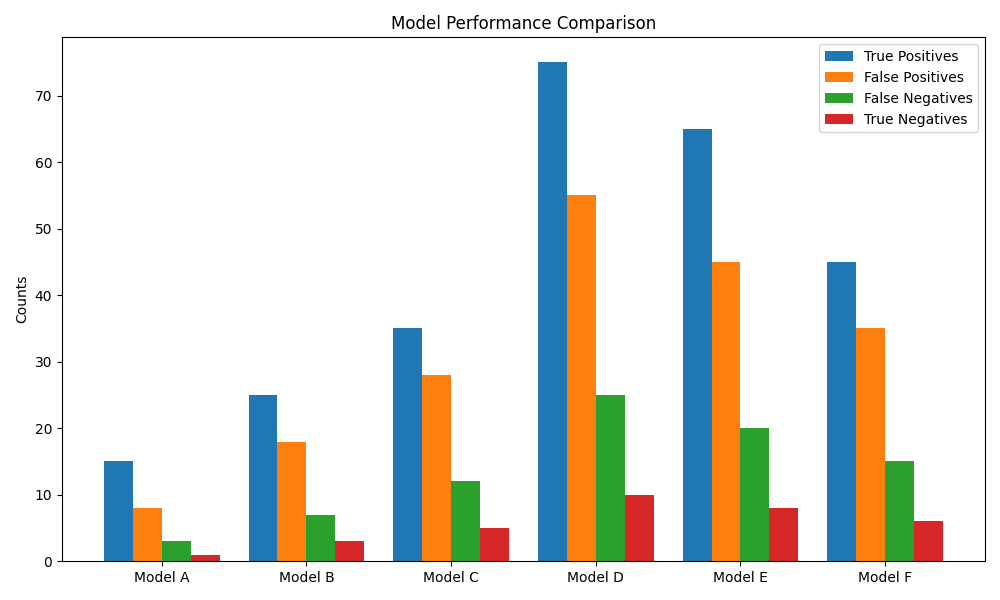 Model Performance Comparison
True Positives
False Positives
False Negatives
True Negatives
Counts
70
60
50
40
30
20
10
0
Model A
Model B
Model C
Model D
Model E
Model F